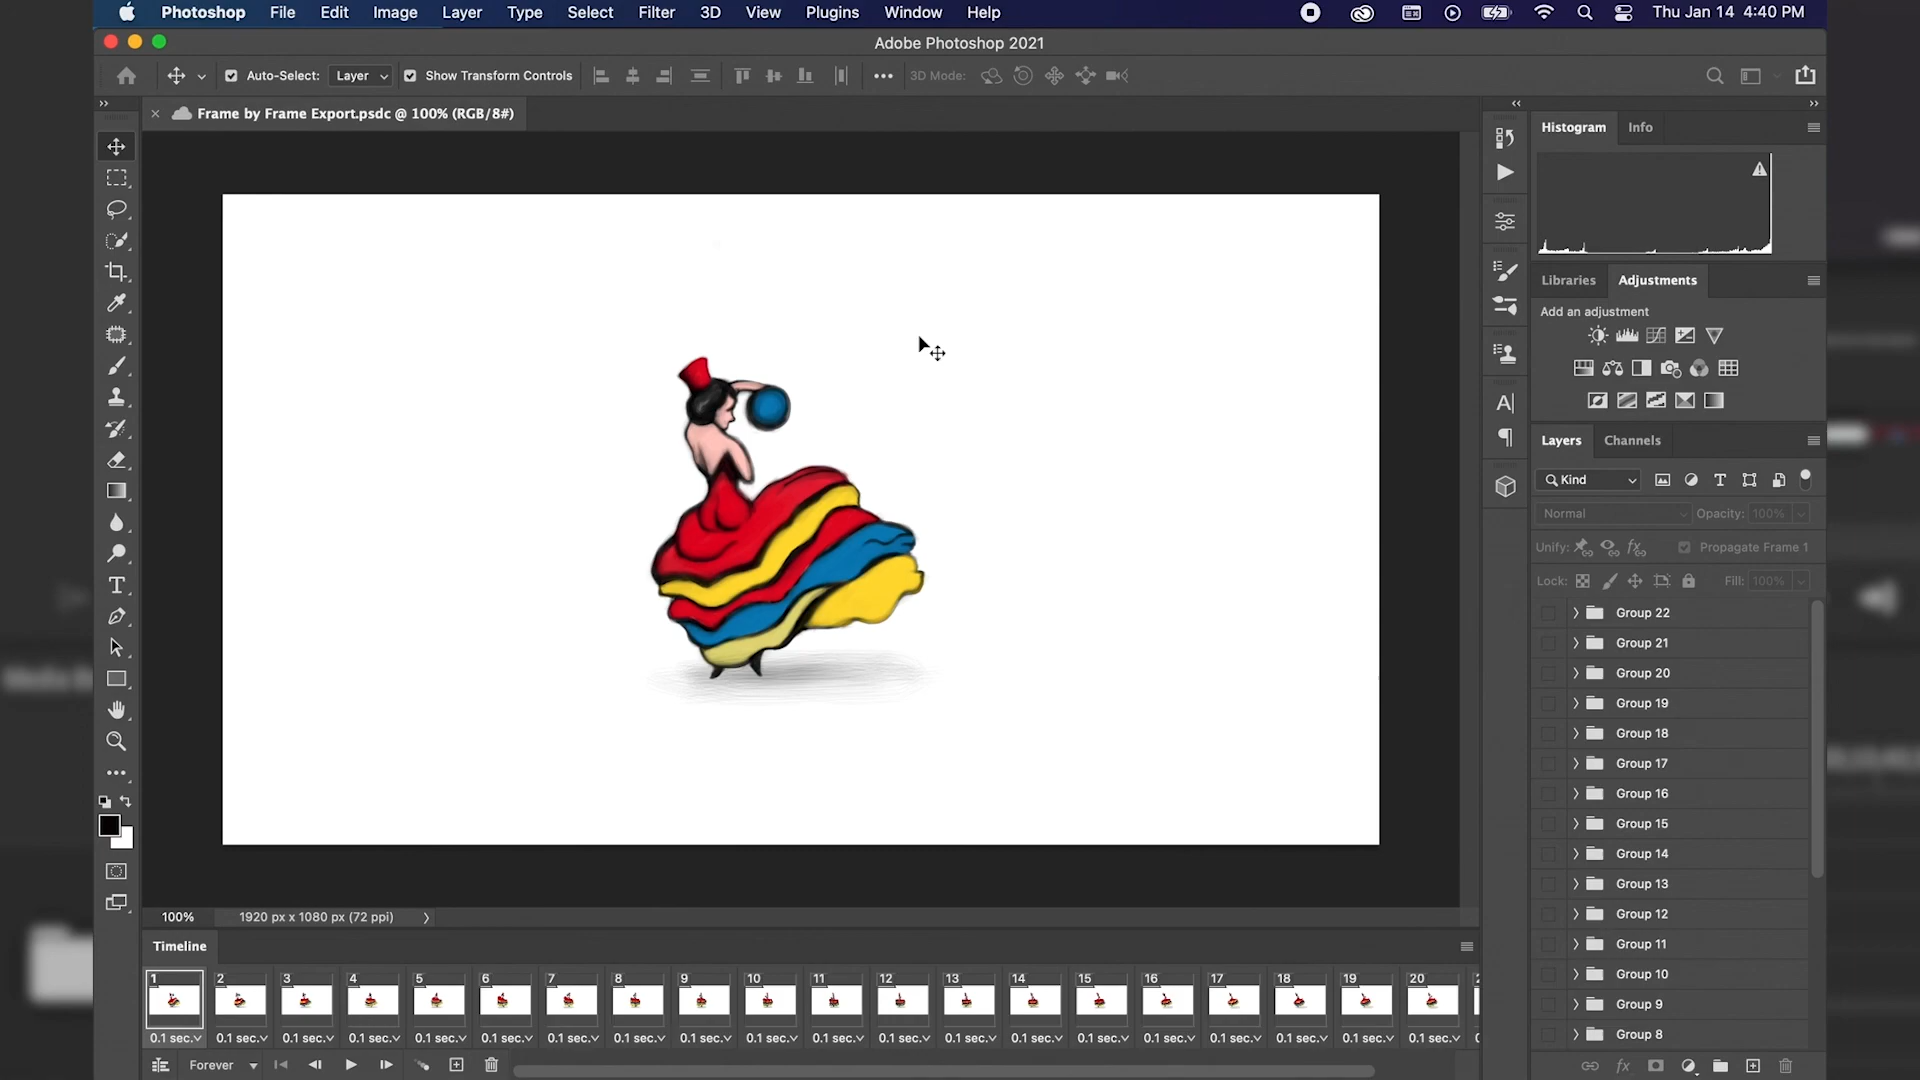 Photoshop File Edit Image Layer Type Select Filter 3D View Plugins Window Help Thu Jan 14 4:40 PM
Adobe Photoshop 2021
Auto-Select: Layer Show Transform Controls 3D Mode:
Frame by Frame Export.psdc @ 100% (RGB/8#)
Histogram Info
Libraries Adjustments
Add an adjustment
Layers Channels
Kind
Normal Opacity: 100%
Unify: Propagate Frame 1
Lock: Fill: 100%
Group 22
Group 21
Group 20
Group 19
Group 18
Group 17
Group 16
Group 15
Group 14
Group 13
Group 12
Group 11
Group 10
Group 9
Group 8
100% 1920 px x 1080 px (72 ppi)
Timeline
1 2 3 4 5 6 7 8 9 10 11 12 13 14 15 16 17 18 19 20
0.1 sec. 0.1 sec. 0.1 sec. 0.1 sec. 0.1 sec. 0.1 sec. 0.1 sec. 0.1 sec. 0.1 sec. 0.1 sec. 0.1 sec. 0.1 sec. 0.1 sec. 0.1 sec. 0.1 sec. 0.1 sec. 0.1 sec. 0.1 sec. 0.1 sec. 0.1 sec.
Forever